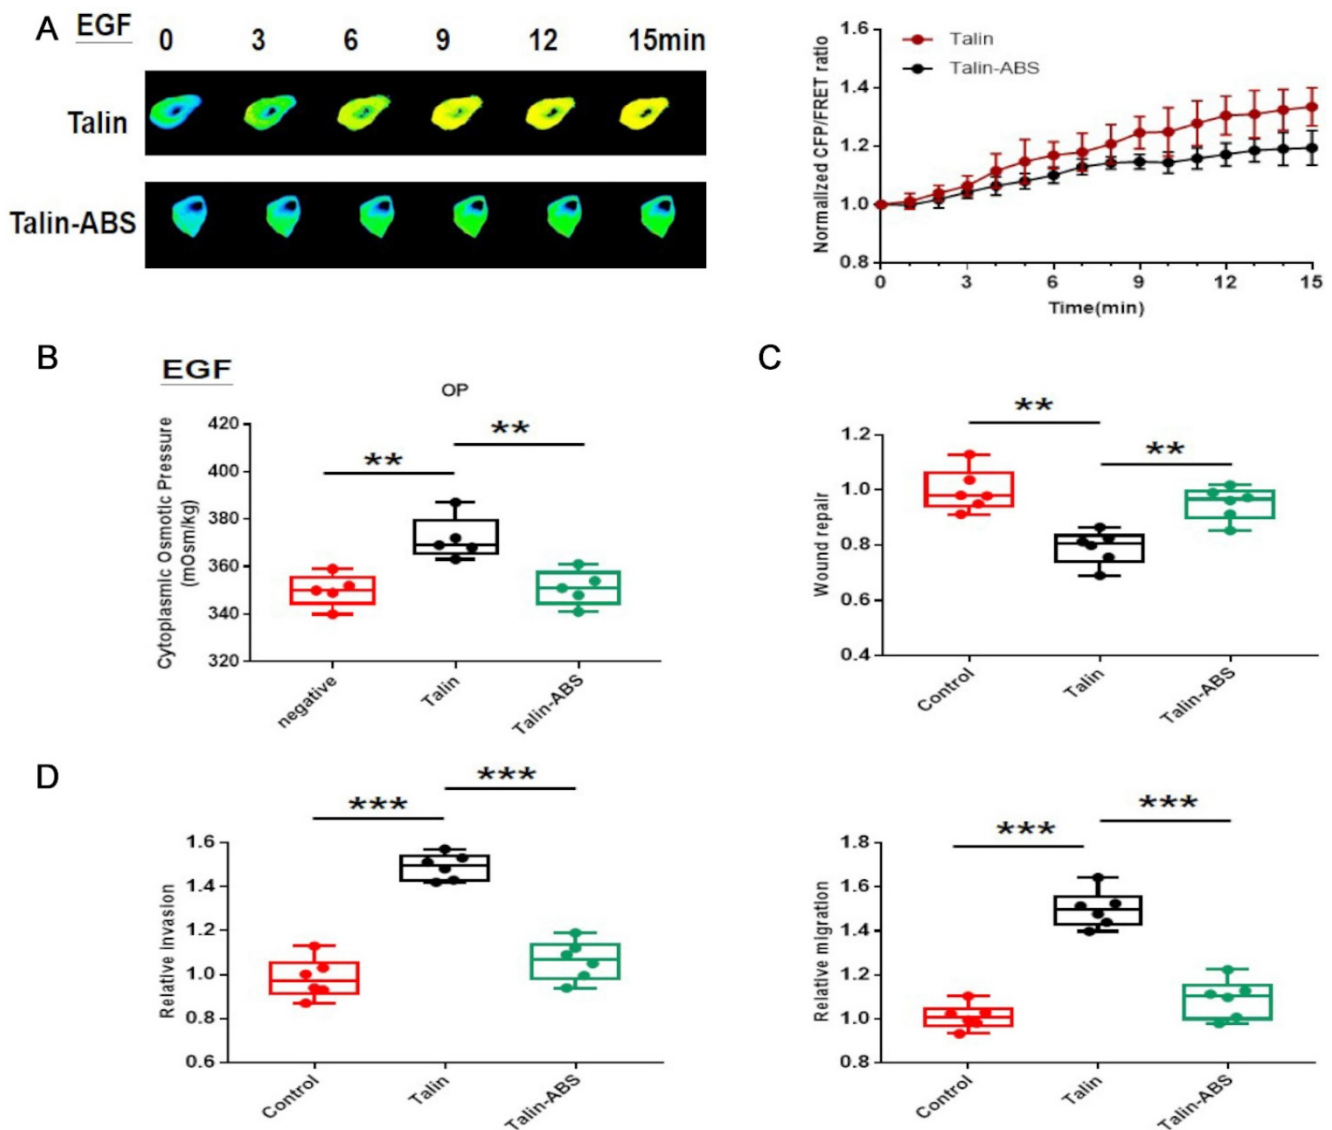 A EGF
0 3 6 9 12 15min
Talin
Talin-ABS
Normalized CFP/FRET ratio
1.6
1.4
1.2
1.0
0.8
Talin
Talin-ABS
0 3 6 9 12 15
Time(min)
B
EGF
OP
Cytoplasmic Osmotic Pressure
(mOsm/kg)
420
400
380
360
340
320
** **
negative Talin Talin-ABS
C
Wound repair
1.2
1.0
0.8
0.6
0.4
** **
Control Talin Talin-ABS
D
Relative Invasion
1.6
1.4
1.2
1.0
0.8
0.6
*** ***
Control Talin Talin-ABS
Relative migration
1.8
1.6
1.4
1.2
1.0
0.8
*** ***
Control Talin Talin-ABS